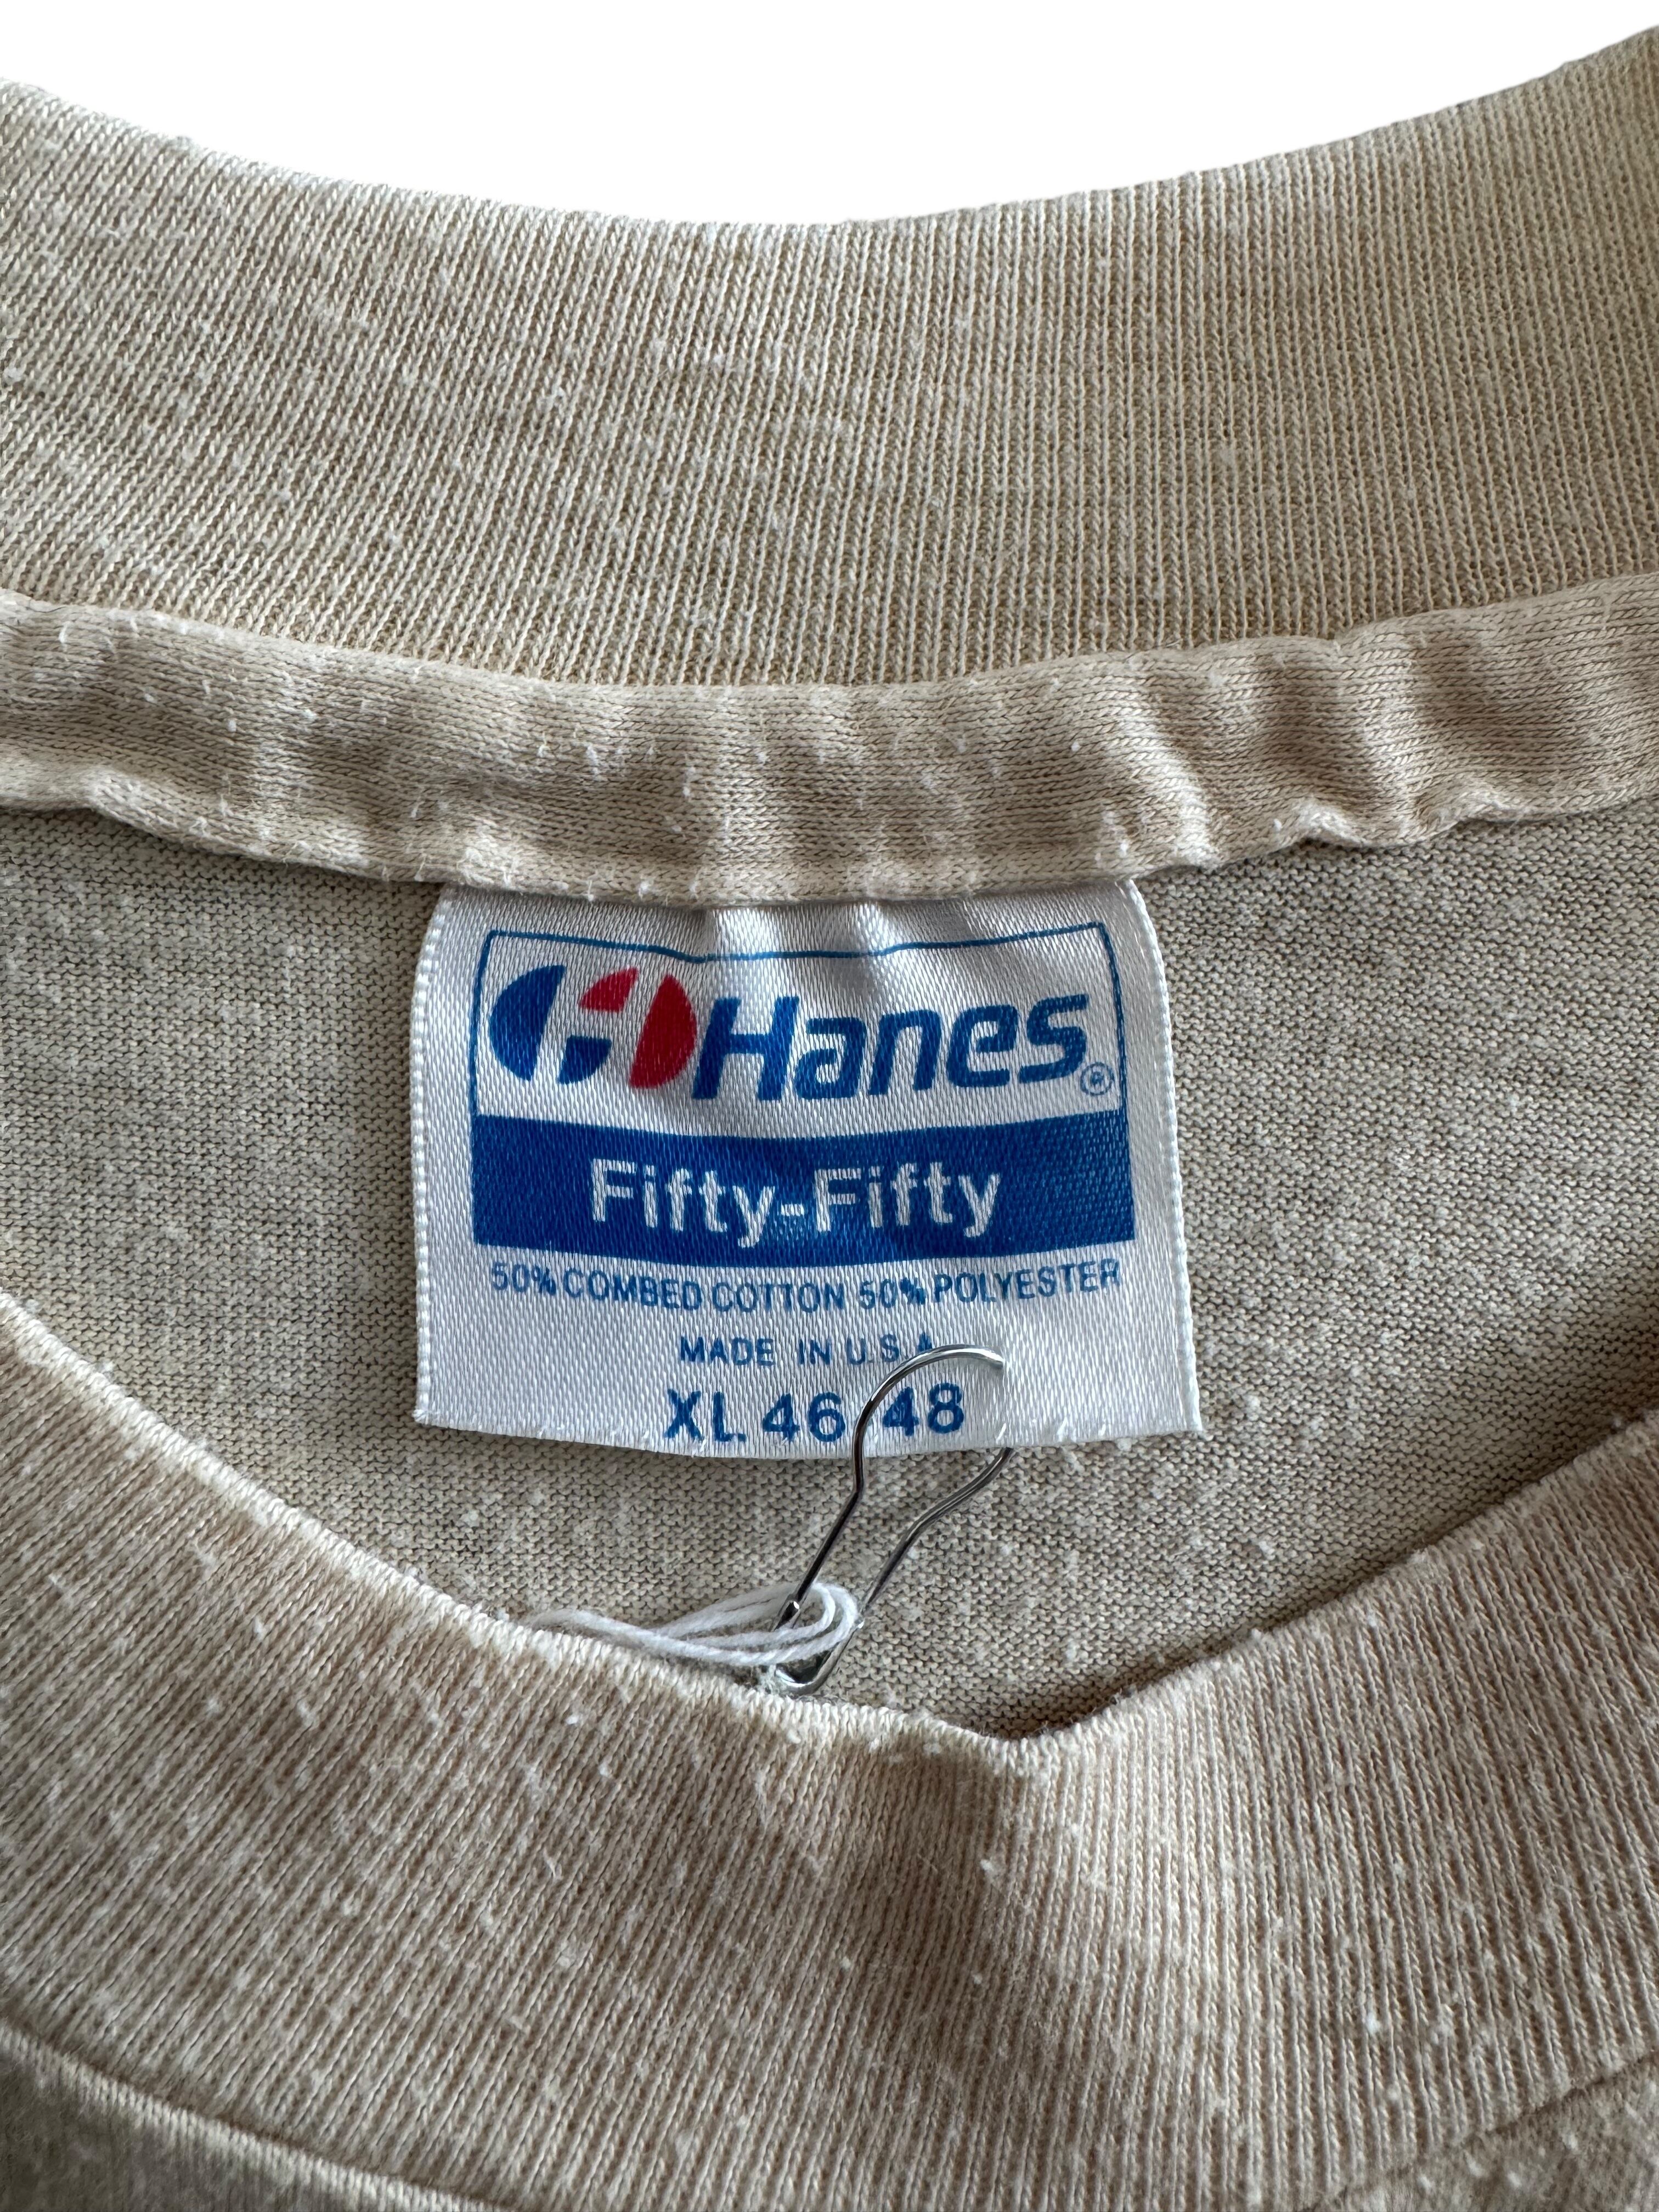 Hanes®
Fifty-Fifty
50% COMBED COTTON 50% POLYESTER
MADE IN U.S.A
XL 46 48